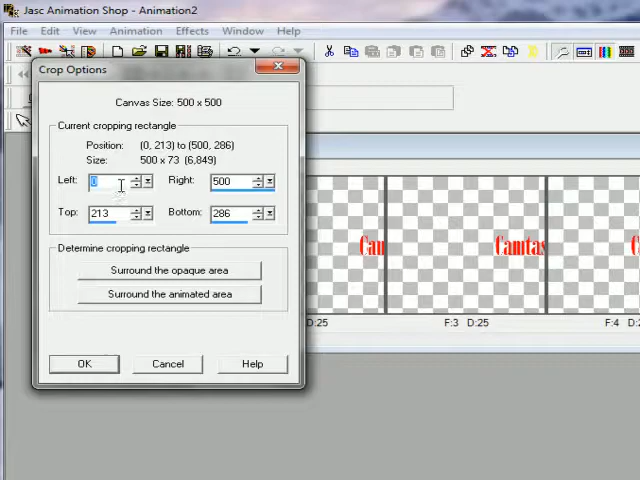 Jasc Animation Shop - Animation2
File Edit View Animation Effects Window Help
Crop Options
Canvas Size: 500 x 500
Current cropping rectangle
Position: (0, 213) to (500, 286)
Size: 500 x 73 (6,849)
Left: 0 Right: 500
Top: 213 Bottom: 286
Determine cropping rectangle
Surround the opaque area
Surround the animated area
OK Cancel Help
Cam Camtas
D:25 F:3 D:25 F:4